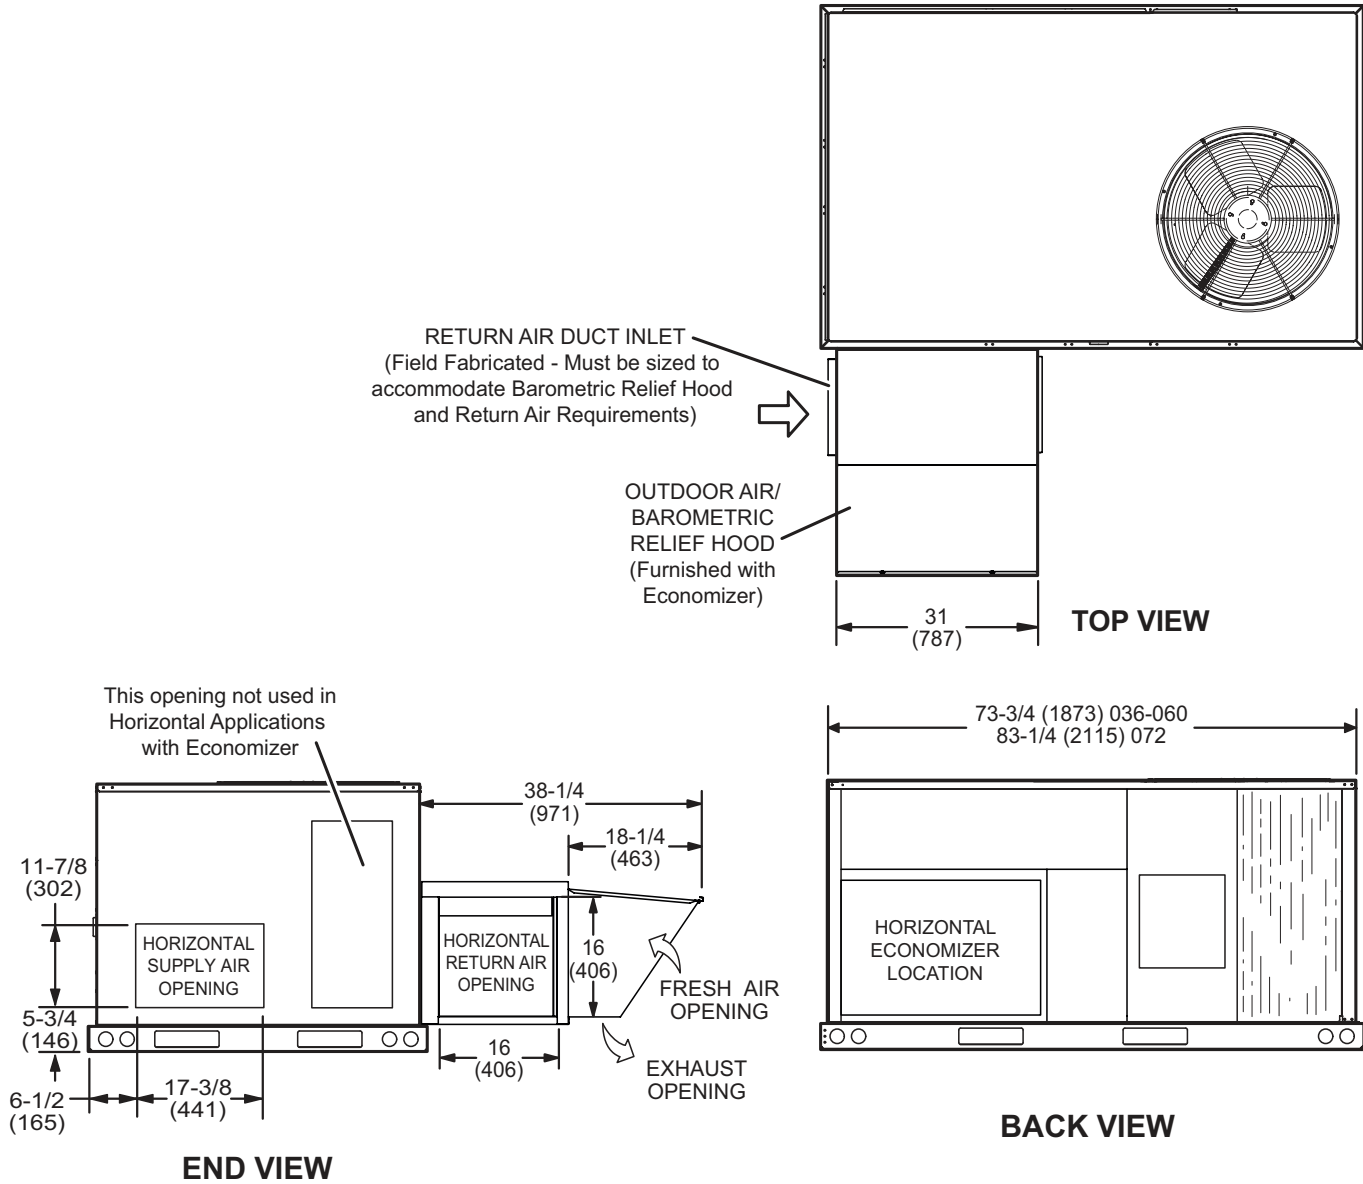 RETURN AIR DUCT INLET
(Field Fabricated - Must be sized to
accommodate Barometric Relief Hood
and Return Air Requirements)
OUTDOOR AIR/
BAROMETRIC
RELIEF HOOD
(Furnished with
Economizer)
31
(787)
TOP VIEW
This opening not used in
Horizontal Applications
with Economizer
38-1/4
(971)
18-1/4
(463)
11-7/8
(302)
HORIZONTAL
SUPPLY AIR
OPENING
HORIZONTAL
RETURN AIR
OPENING
16
(406)
FRESH AIR
OPENING
5-3/4
(146)
16
(406)
EXHAUST
OPENING
6-1/2
(165)
17-3/8
(441)
END VIEW
73-3/4 (1873) 036-060
83-1/4 (2115) 072
HORIZONTAL
ECONOMIZER
LOCATION
BACK VIEW